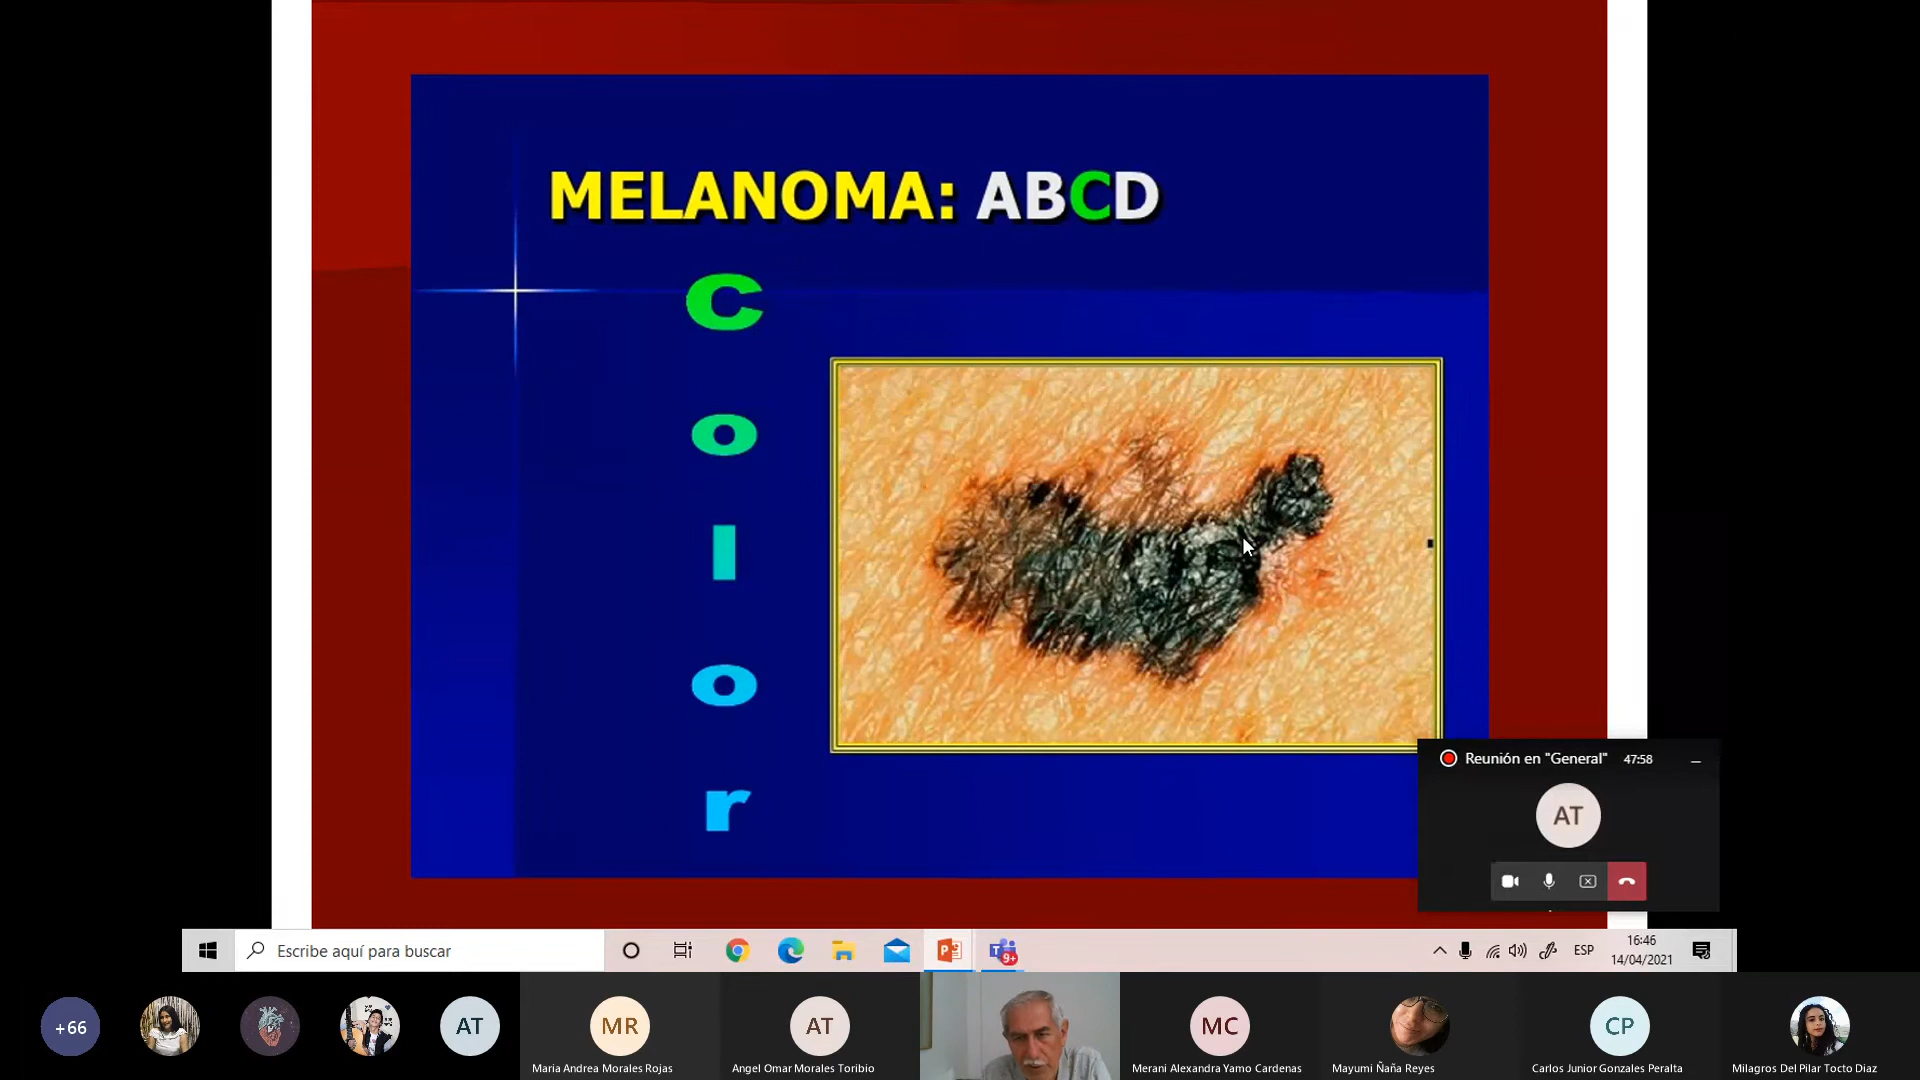 MELANOMA: ABCD
C
o
l
o
r
Reunión en "General" 47:58
AT
Escribe aquí para buscar
9+
ESP
16:46
14/04/2021
+66
AT
MR
AT
MC
CP
Maria Andrea Morales Rojas
Angel Omar Morales Toribio
Merani Alexandra Yamo Cardenas
Mayumi Ñaña Reyes
Carlos Junior Gonzales Peralta
Milagros Del Pilar Tocto Diaz